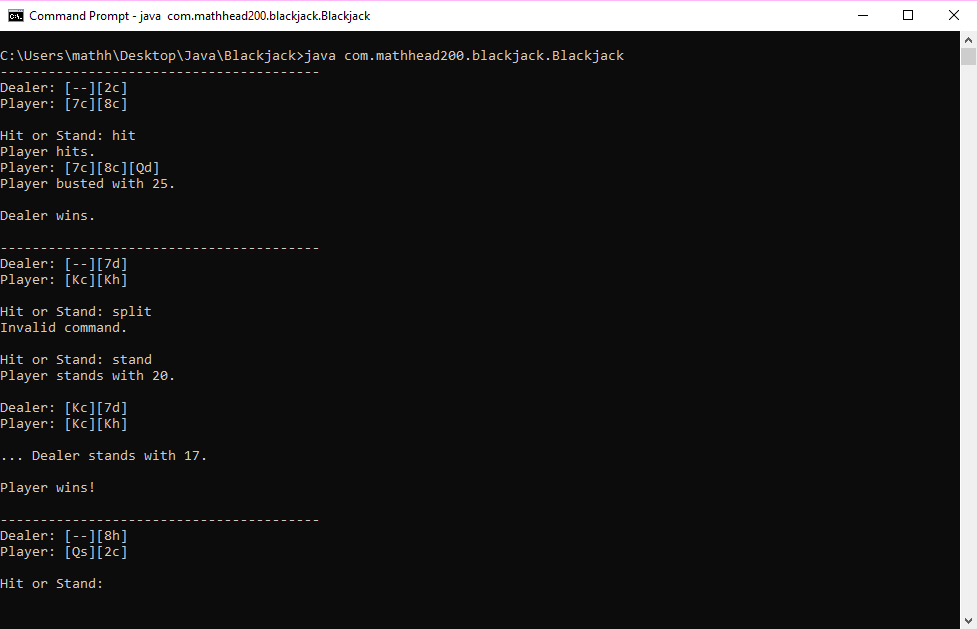 Command Prompt - java  com.mathhead200.blackjack.Blackjack
C:\Users\mathh\Desktop\Java\Blackjack>java com.mathhead200.blackjack.Blackjack
----------------------------------------
Dealer: [--][2c]
Player: [7c][8c]
Hit or Stand: hit
Player hits.
Player: [7c][8c][Qd]
Player busted with 25.
Dealer wins.
----------------------------------------
Dealer: [--][7d]
Player: [Kc][Kh]
Hit or Stand: split
Invalid command.
Hit or Stand: stand
Player stands with 20.
Dealer: [Kc][7d]
Player: [Kc][Kh]
... Dealer stands with 17.
Player wins!
----------------------------------------
Dealer: [--][8h]
Player: [Qs][2c]
Hit or Stand: